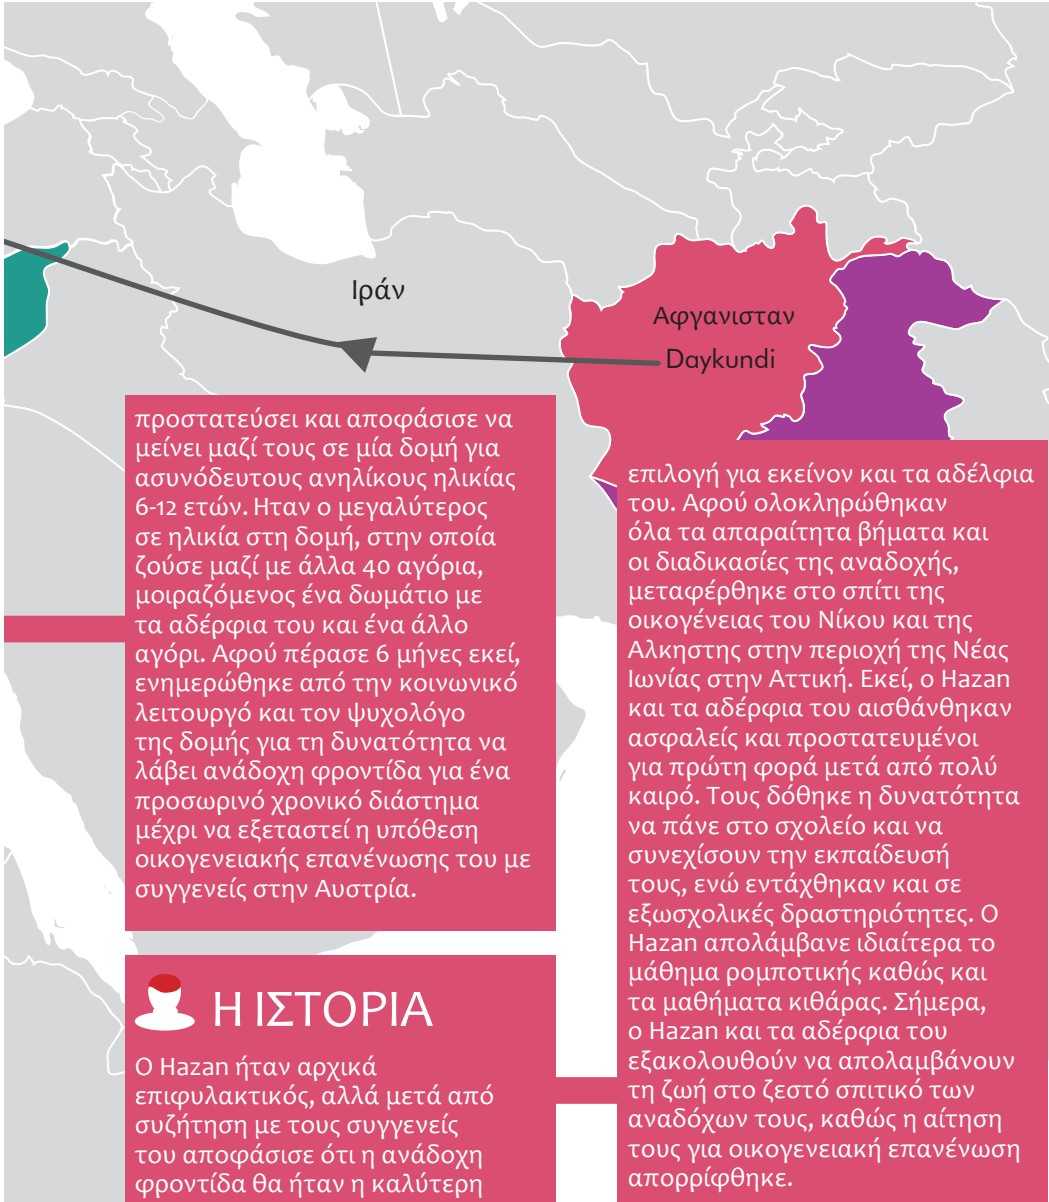 Ιράν
Αφγανισταν
Daykundi
προστατεύσει και αποφάσισε να
μείνει μαζί τους σε μία δομή για
ασυνόδευτους ανηλίκους ηλικίας
6-12 ετών. Ηταν ο μεγαλύτερος
σε ηλικία στη δομή, στην οποία
ζούσε μαζί με άλλα 40 αγόρια,
μοιραζόμενος ένα δωμάτιο με
τα αδέρφια του και ένα άλλο
αγόρι. Αφού πέρασε 6 μήνες εκεί,
ενημερώθηκε από την κοινωνικό
λειτουργό και τον ψυχολόγο
της δομής για τη δυνατότητα να
λάβει ανάδοχη φροντίδα για ένα
προσωρινό χρονικό διάστημα
μέχρι να εξεταστεί η υπόθεση
οικογενειακής επανένωσης του με
συγγενείς στην Αυστρία.
Η ΙΣΤΟΡΙΑ
Ο Hazan ήταν αρχικά
επιφυλακτικός, αλλά μετά από
συζήτηση με τους συγγενείς
του αποφάσισε ότι η ανάδοχη
φροντίδα θα ήταν η καλύτερη
επιλογή για εκείνον και τα αδέλφια
του. Αφού ολοκληρώθηκαν
όλα τα απαραίτητα βήματα και
οι διαδικασίες της αναδοχής,
μεταφέρθηκε στο σπίτι της
οικογένειας του Νίκου και της
Αλκηστης στην περιοχή της Νέας
Ιωνίας στην Αττική. Εκεί, ο Hazan
και τα αδέρφια του αισθάνθηκαν
ασφαλείς και προστατευμένοι
για πρώτη φορά μετά από πολύ
καιρό. Τους δόθηκε η δυνατότητα
να πάνε στο σχολείο και να
συνεχίσουν την εκπαίδευσή
τους, ενώ εντάχθηκαν και σε
εξωσχολικές δραστηριότητες. Ο
Hazan απολάμβανε ιδιαίτερα το
μάθημα ρομποτικής καθώς και
τα μαθήματα κιθάρας. Σήμερα,
ο Hazan και τα αδέρφια του
εξακολουθούν να απολαμβάνουν
τη ζωή στο ζεστό σπιτικό των
αναδόχων τους, καθώς η αίτηση
τους για οικογενειακή επανένωση
απορρίφθηκε.